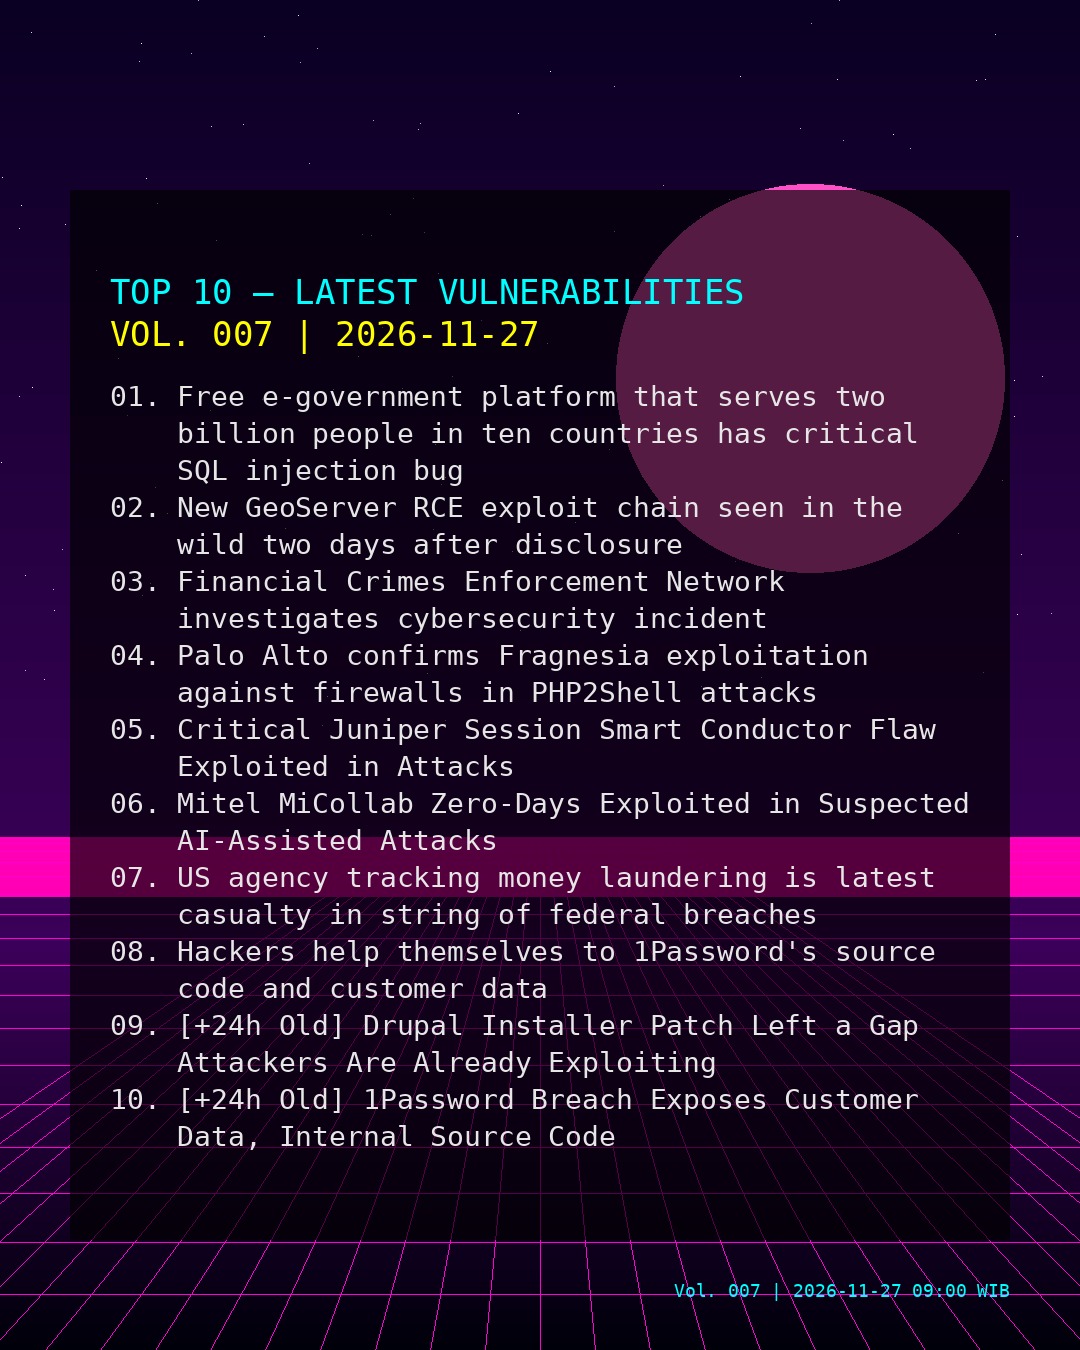 TOP 10 — LATEST VULNERABILITIES
VOL. 007 | 2026-11-27
01. Free e-government platform that serves two
billion people in ten countries has critical
SQL injection bug
02. New GeoServer RCE exploit chain seen in the
wild two days after disclosure
03. Financial Crimes Enforcement Network
investigates cybersecurity incident
04. Palo Alto confirms Fragnesia exploitation
against firewalls in PHP2Shell attacks
05. Critical Juniper Session Smart Conductor Flaw
Exploited in Attacks
06. Mitel MiCollab Zero-Days Exploited in Suspected
AI-Assisted Attacks
07. US agency tracking money laundering is latest
casualty in string of federal breaches
08. Hackers help themselves to 1Password's source
code and customer data
09. [+24h Old] Drupal Installer Patch Left a Gap
Attackers Are Already Exploiting
10. [+24h Old] 1Password Breach Exposes Customer
Data, Internal Source Code
Vol. 007 | 2026-11-27 09:00 WIB